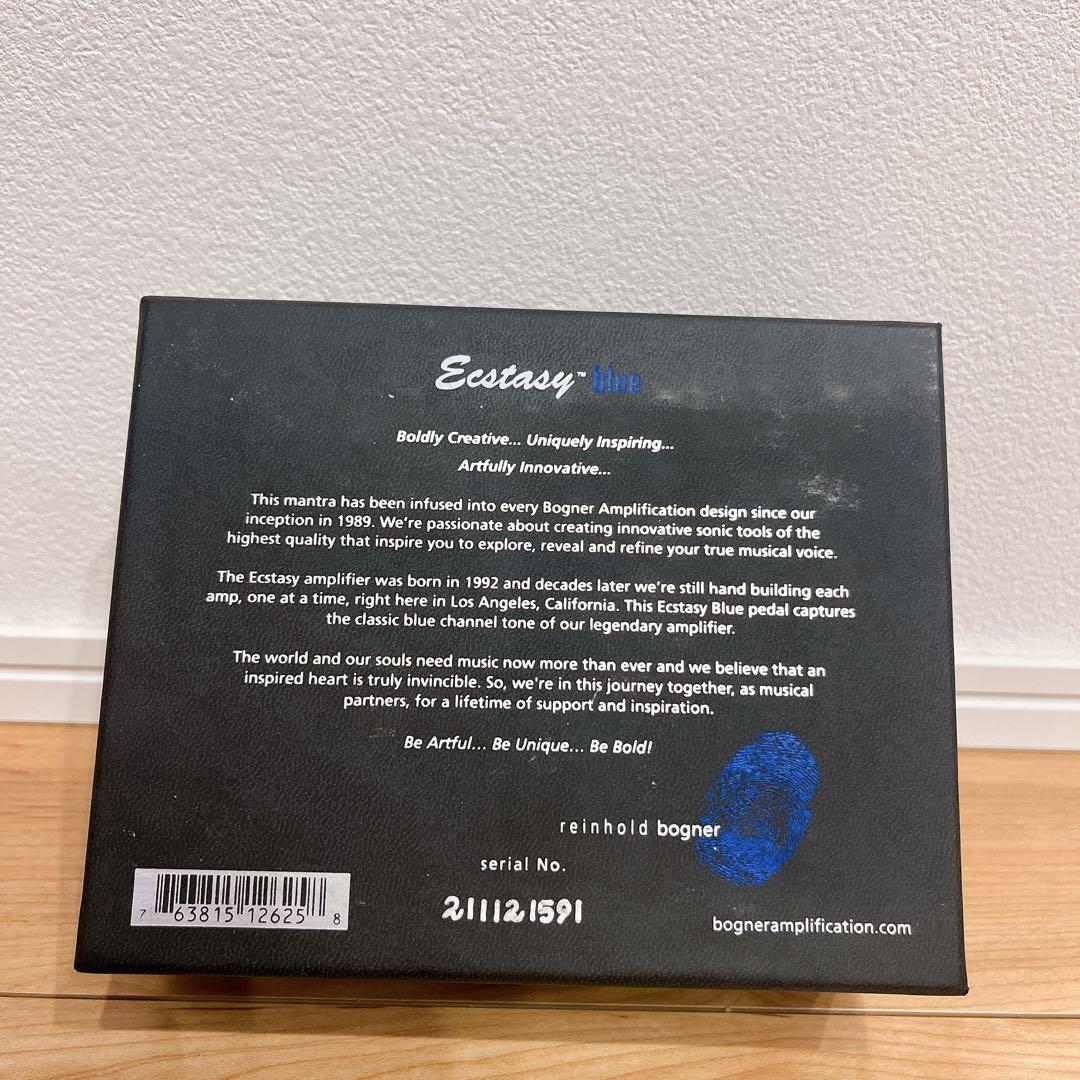 Ecstasy™ blue
Boldly Creative... Uniquely Inspiring...
Artfully Innovative...
This mantra has been infused into every Bogner Amplification design since our
inception in 1989. We're passionate about creating innovative sonic tools of the
highest quality that inspire you to explore, reveal and refine your true musical voice.
The Ecstasy amplifier was born in 1992 and decades later we're still hand building each
amp, one at a time, right here in Los Angeles, California. This Ecstasy Blue pedal captures
the classic blue channel tone of our legendary amplifier.
The world and our souls need music now more than ever and we believe that an
inspired heart is truly invincible. So, we're in this journey together, as musical
partners, for a lifetime of support and inspiration.
Be Artful... Be Unique... Be Bold!
reinhold bogner
serial No.
211121591
7 63815 12625 8
bogneramplification.com